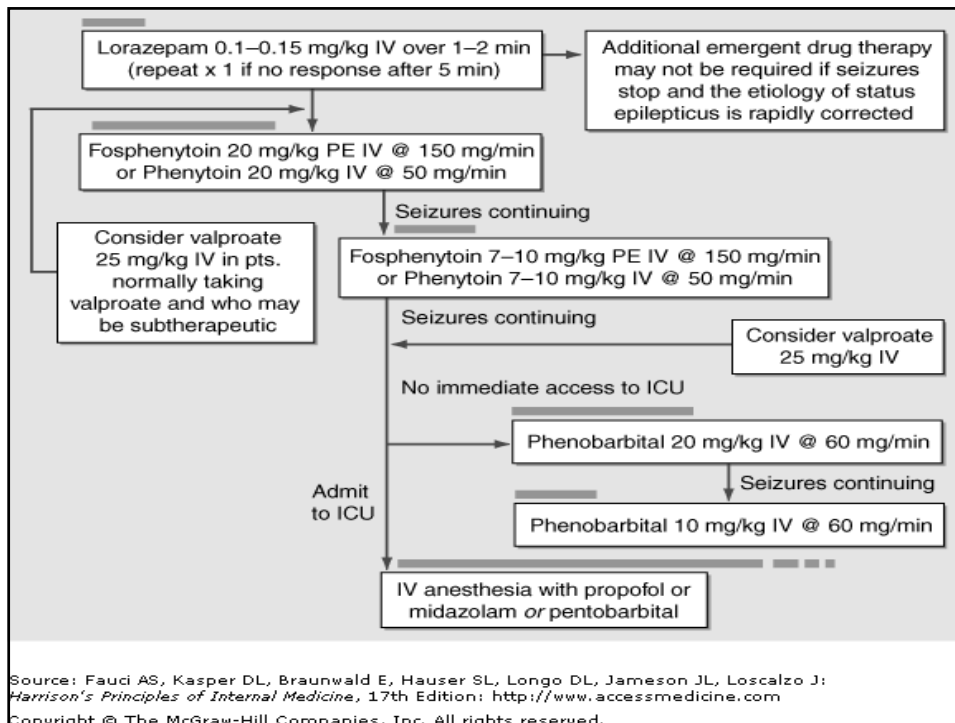 Lorazepam 0.1–0.15 mg/kg IV over 1–2 min
(repeat x 1 if no response after 5 min)
Additional emergent drug therapy
may not be required if seizures
stop and the etiology of status
epilepticus is rapidly corrected
Fosphenytoin 20 mg/kg PE IV @ 150 mg/min
or Phenytoin 20 mg/kg IV @ 50 mg/min
Seizures continuing
Consider valproate
25 mg/kg IV in pts.
normally taking
valproate and who may
be subtherapeutic
Fosphenytoin 7–10 mg/kg PE IV @ 150 mg/min
or Phenytoin 7–10 mg/kg IV @ 50 mg/min
Seizures continuing
Consider valproate
25 mg/kg IV
No immediate access to ICU
Phenobarbital 20 mg/kg IV @ 60 mg/min
Seizures continuing
Admit
to ICU
Phenobarbital 10 mg/kg IV @ 60 mg/min
IV anesthesia with propofol or
midazolam or pentobarbital
Source: Fauci AS, Kasper DL, Braunwald E, Hauser SL, Longo DL, Jameson JL, Loscalzo J:
Harrison's Principles of Internal Medicine, 17th Edition: http://www.accessmedicine.com
Copyright © The McGraw-Hill Companies, Inc. All rights reserved.